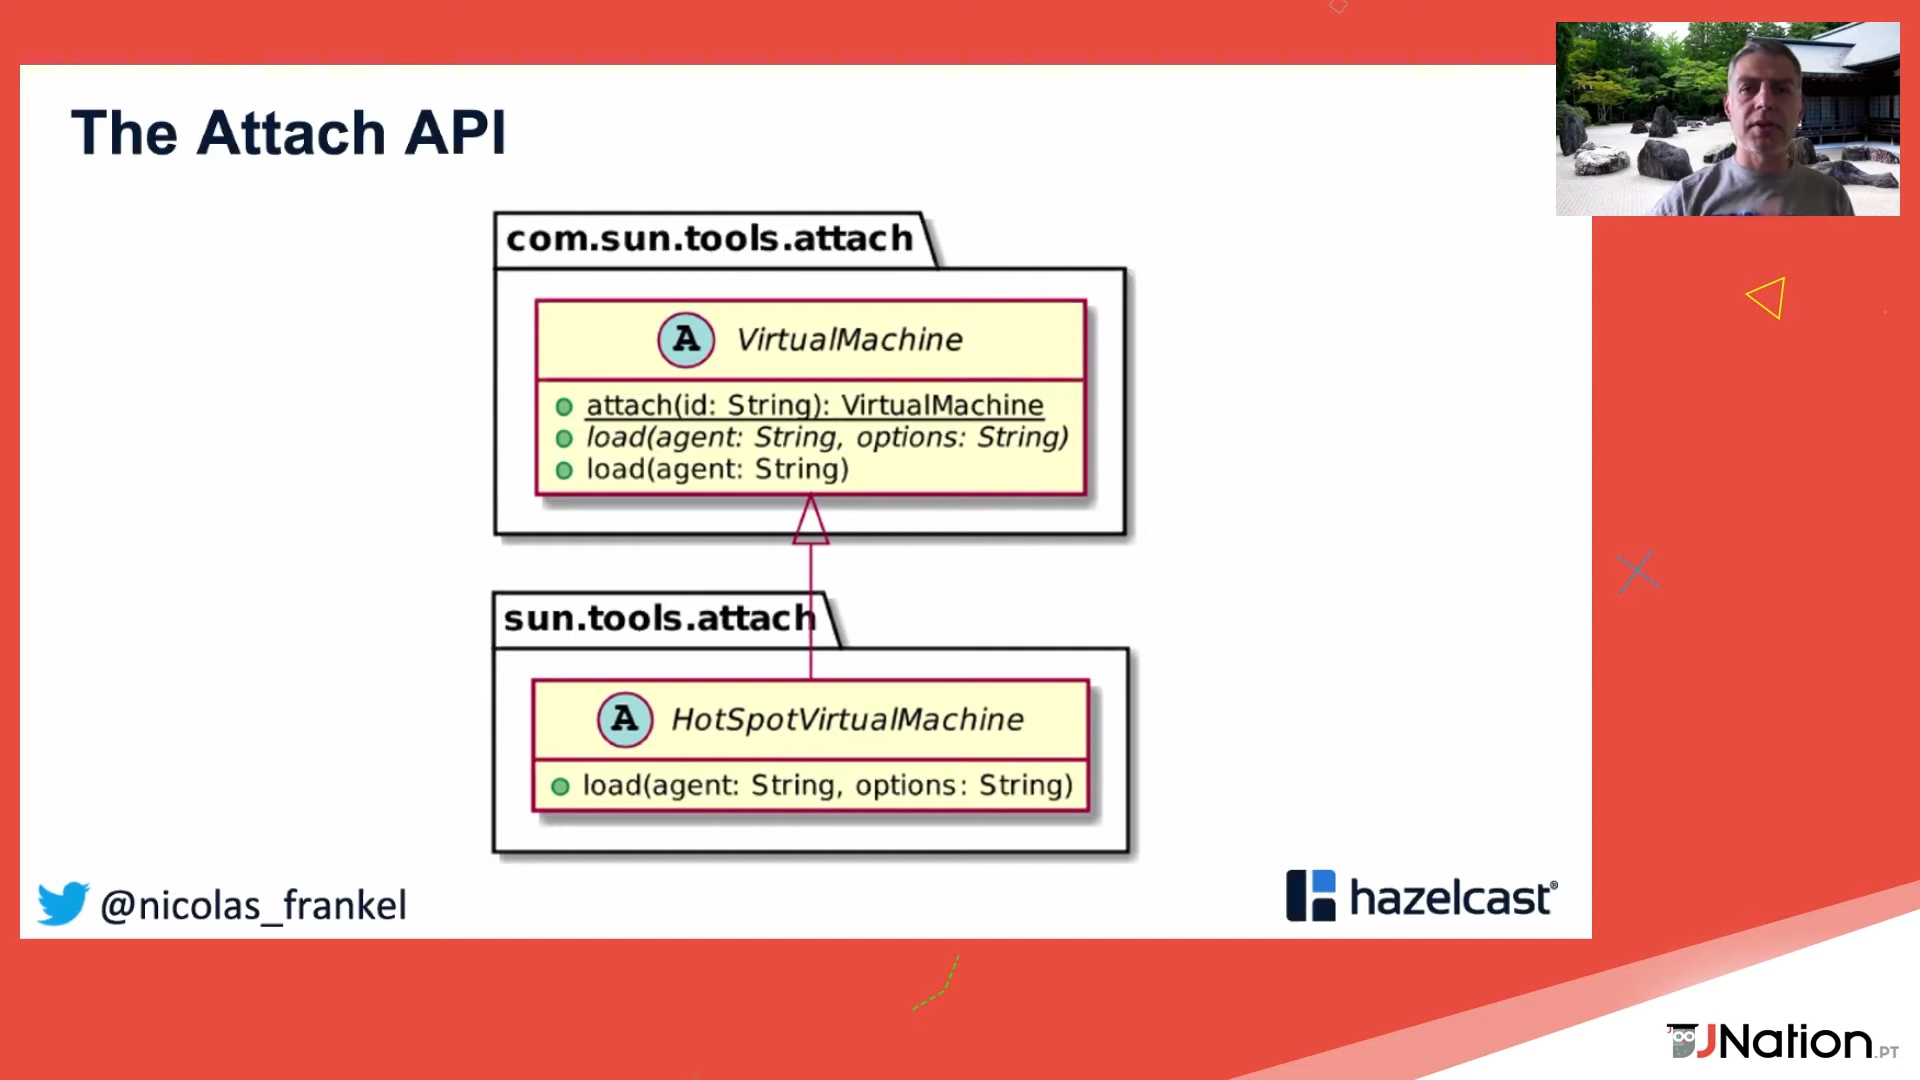 The Attach API
com.sun.tools.attach
A VirtualMachine
attach(id: String): VirtualMachine
load(agent: String, options: String)
load(agent: String)
sun.tools.attach
A HotSpotVirtualMachine
load(agent: String, options: String)
@nicolas_frankel
hazelcast®
JNation.PT